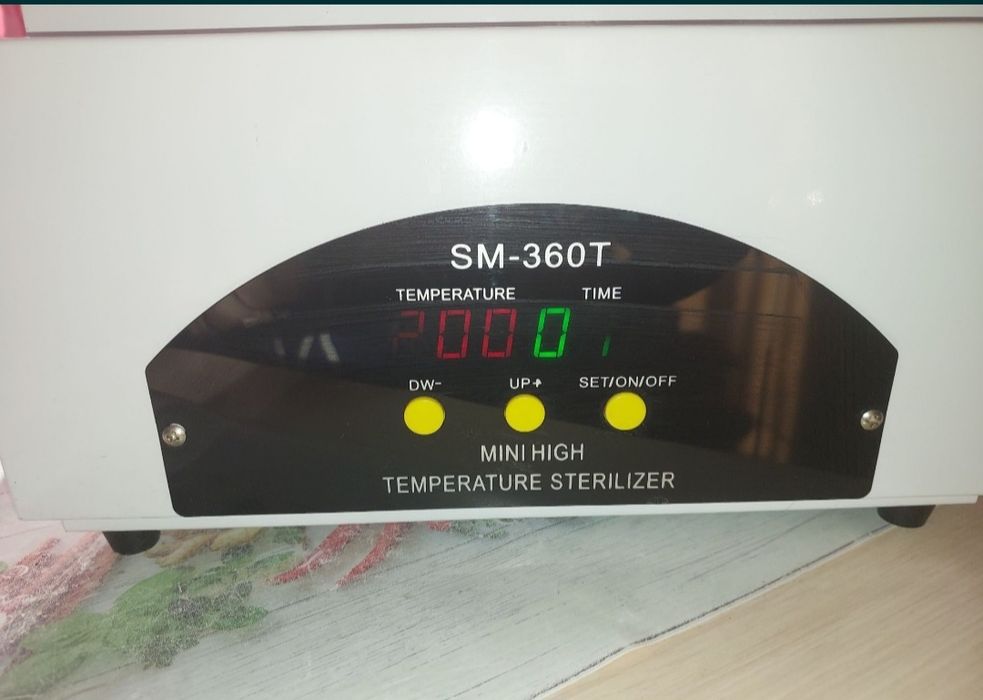 SM-360T
TEMPERATURE TIME
200 01
DW- UP+ SET/ON/OFF
MINI HIGH
TEMPERATURE STERILIZER